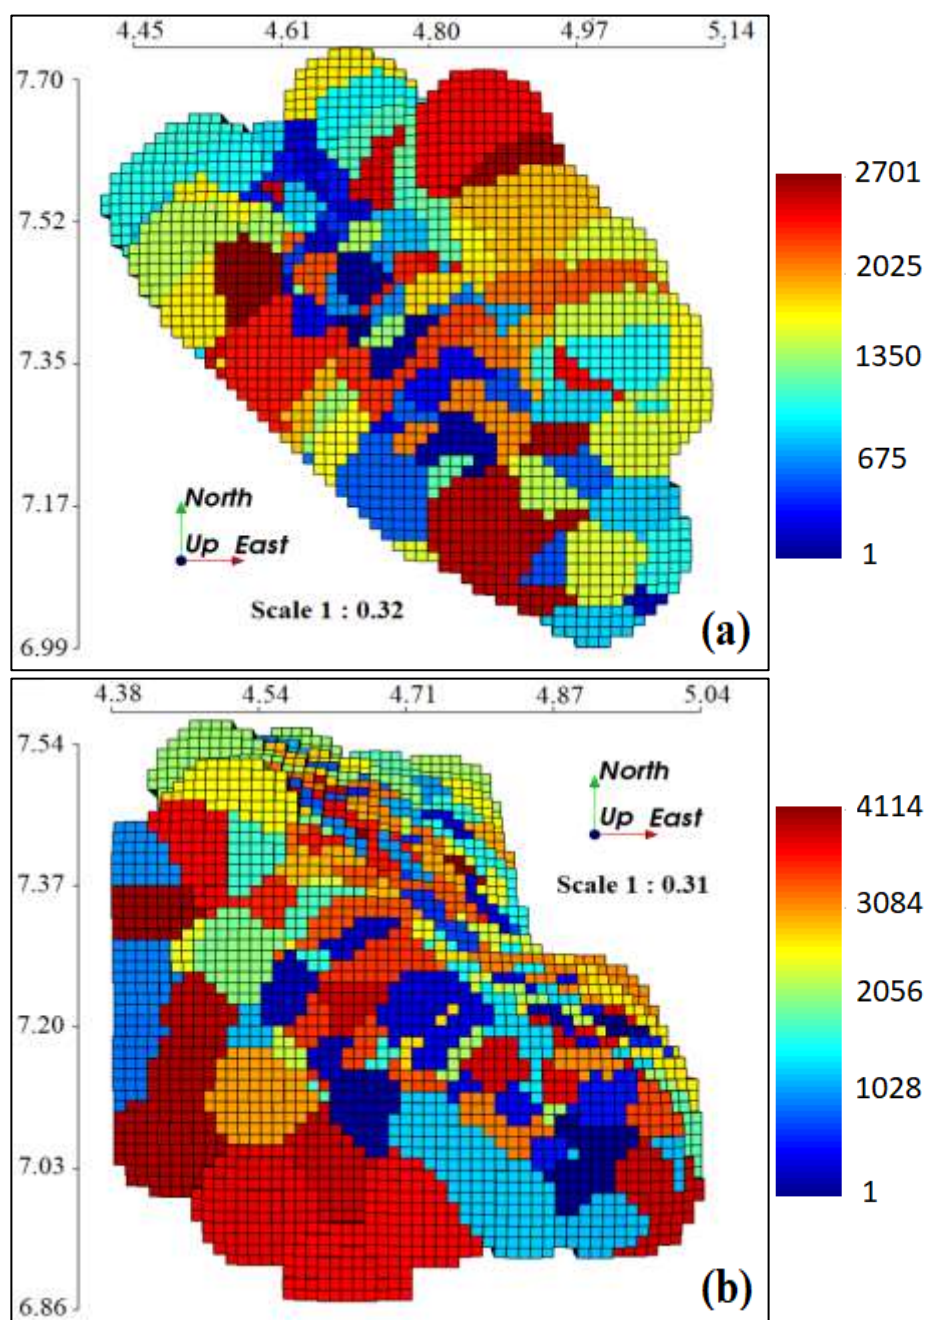 4.45 4.61 4.80 4.97 5.14
7.70
7.52
7.35
7.17
6.99
North
Up East
Scale 1 : 0.32
(a)
2701
2025
1350
675
1
4.38 4.54 4.71 4.87 5.04
7.54
7.37
7.20
7.03
6.86
North
Up East
Scale 1 : 0.31
(b)
4114
3084
2056
1028
1